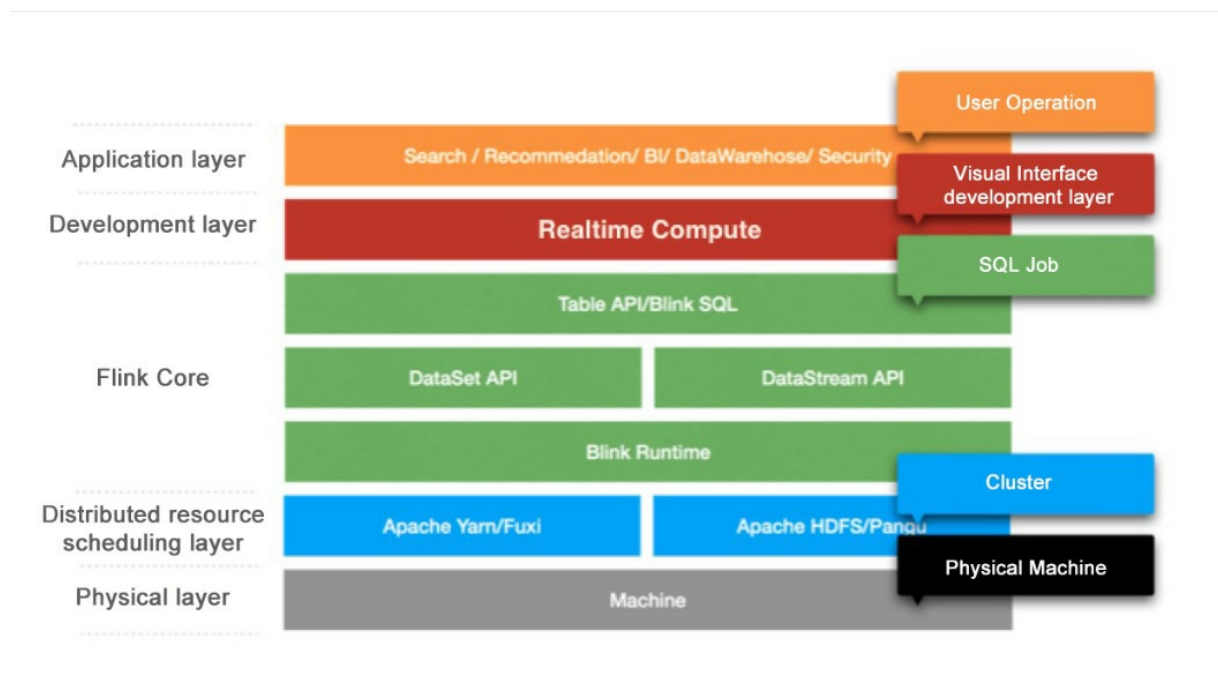 User Operation
Application layer
Search / Recommedation/ BI/ DataWarehose/ Security
Visual Interface
development layer
Development layer
Realtime Compute
SQL Job
Table API/Blink SQL
Flink Core
DataSet API
DataStream API
Blink Runtime
Cluster
Distributed resource
scheduling layer
Apache Yarn/Fuxi
Apache HDFS/Pangu
Physical Machine
Physical layer
Machine